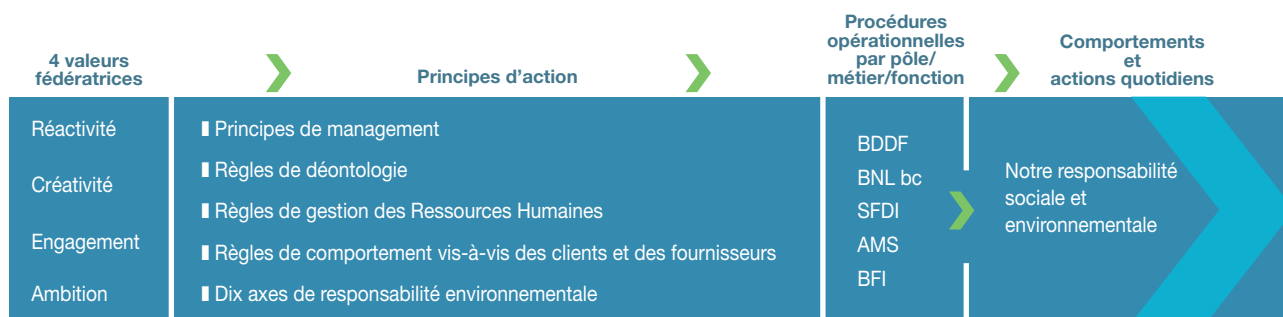 4 valeurs
fédératrices
Principes d'action
Procédures
opérationnelles
par pôle/
métier/fonction
Comportements
et
actions quotidiens
Réactivité
Créativité
Engagement
Ambition
Principes de management
Règles de déontologie
Règles de gestion des Ressources Humaines
Règles de comportement vis-à-vis des clients et des fournisseurs
Dix axes de responsabilité environnementale
BDDF
BNL bc
SFDI
AMS
BFI
Notre responsabilité
sociale et
environnementale